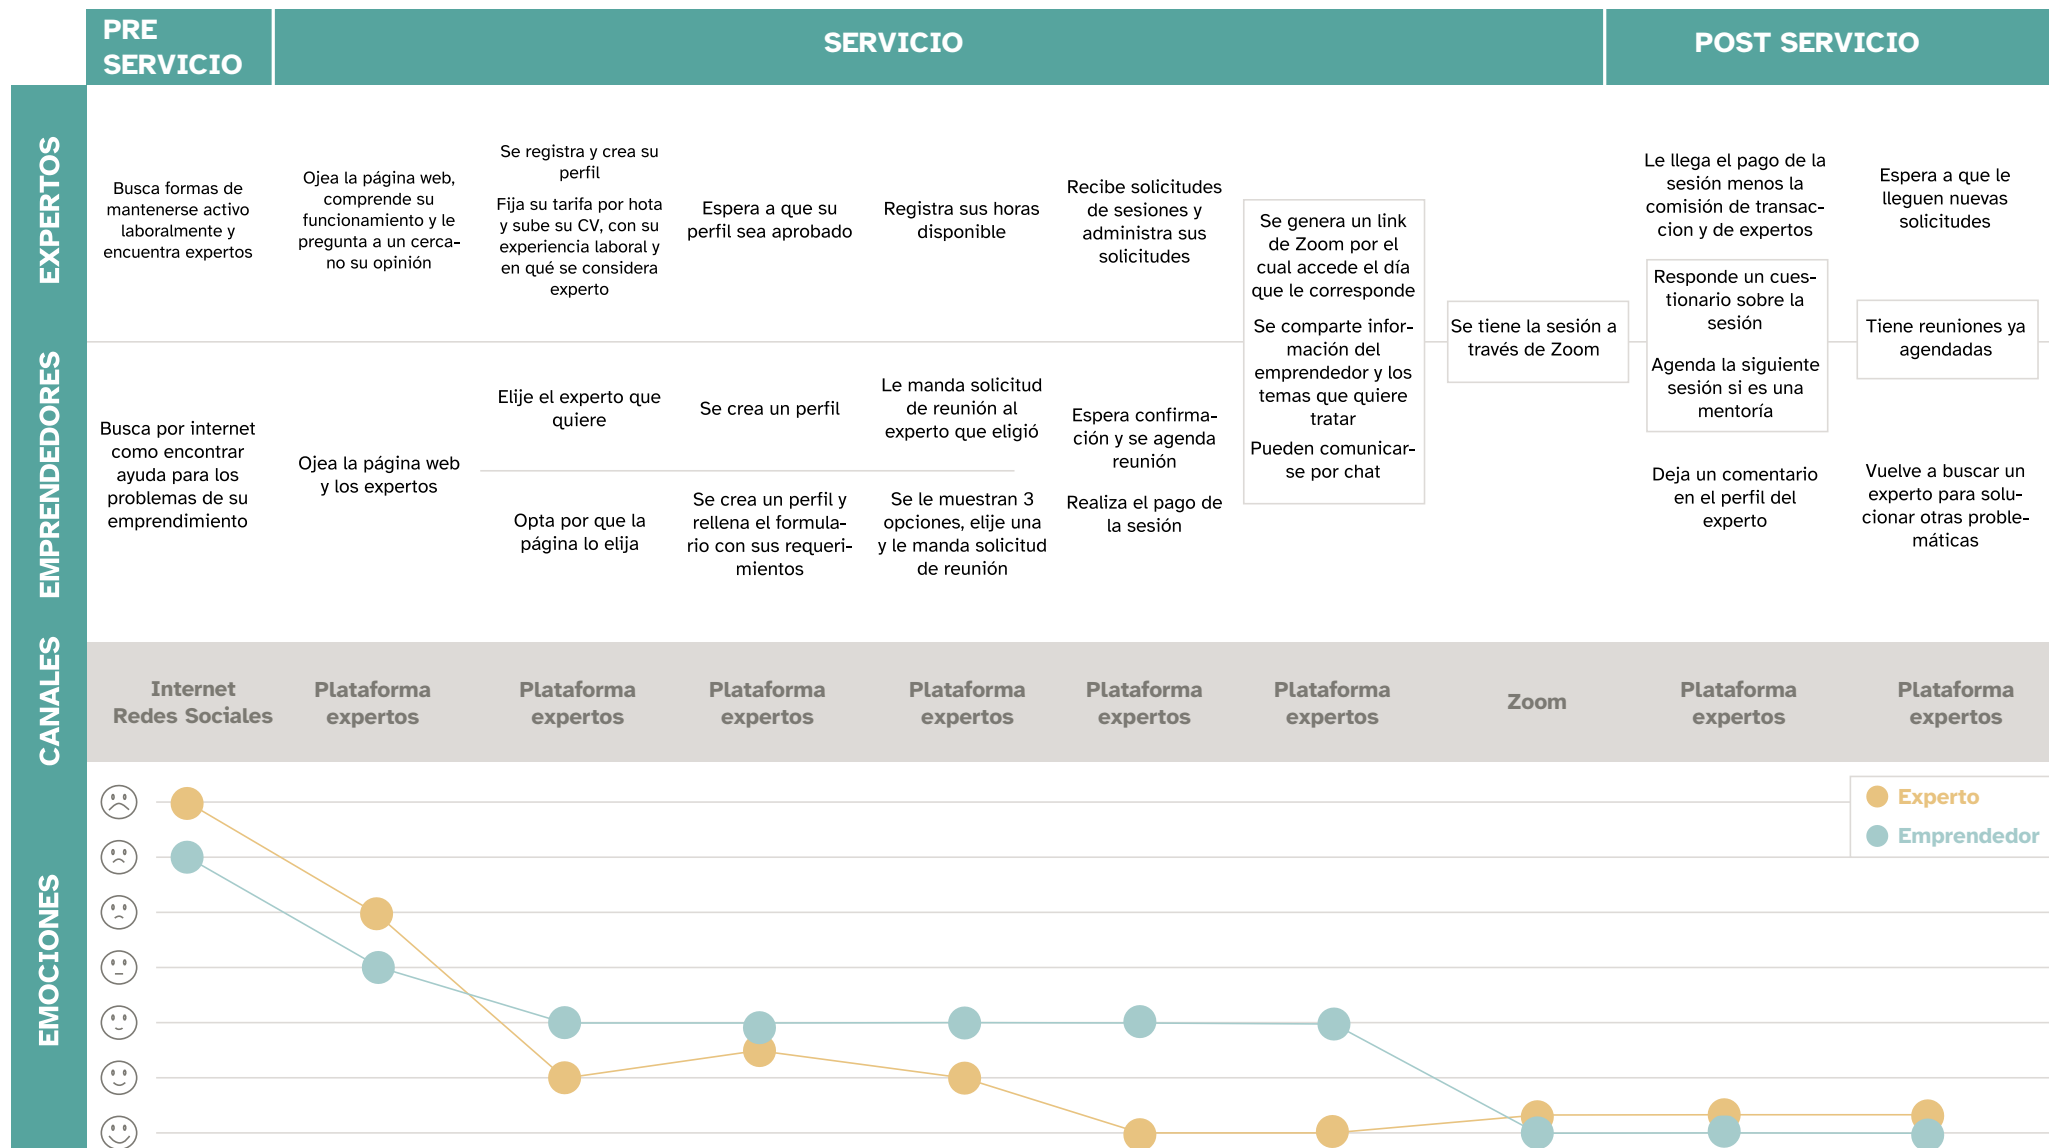 PRE
SERVICIO
SERVICIO
POST SERVICIO
EXPERTOS
Busca formas de
mantenerse activo
laboralmente y
encuentra expertos
Ojea la página web,
comprende su
funcionamiento y le
pregunta a un cerca-
no su opinión
Se registra y crea su
perfil
Fija su tarifa por hota
y sube su CV, con su
experiencia laboral y
en qué se considera
experto
Espera a que su
perfil sea aprobado
Registra sus horas
disponible
Recibe solicitudes
de sesiones y
administra sus
solicitudes
Se genera un link
de Zoom por el
cual accede el día
que le corresponde
Se comparte infor-
mación del
emprendedor y los
temas que quiere
tratar
Pueden comunicar-
se por chat
Se tiene la sesión a
través de Zoom
Le llega el pago de la
sesión menos la
comisión de transac-
cion y de expertos
Responde un cues-
tionario sobre la
sesión
Agenda la siguiente
sesión si es una
mentoría
Espera a que le
lleguen nuevas
solicitudes
Tiene reuniones ya
agendadas
EMPRENDEDORES
Busca por internet
como encontrar
ayuda para los
problemas de su
emprendimiento
Ojea la página web
y los expertos
Elije el experto que
quiere
Se crea un perfil
Le manda solicitud
de reunión al
experto que eligió
Opta por que la
página lo elija
Se crea un perfil y
rellena el formula-
rio con sus requeri-
mientos
Se le muestran 3
opciones, elije una
y le manda solicitud
de reunión
Espera confirma-
ción y se agenda
reunión
Realiza el pago de
la sesión
Deja un comentario
en el perfil del
experto
Vuelve a buscar un
experto para solu-
cionar otras proble-
máticas
CANALES
Internet
Redes Sociales
Plataforma
expertos
Plataforma
expertos
Plataforma
expertos
Plataforma
expertos
Plataforma
expertos
Plataforma
expertos
Zoom
Plataforma
expertos
Plataforma
expertos
EMOCIONES
Experto
Emprendedor